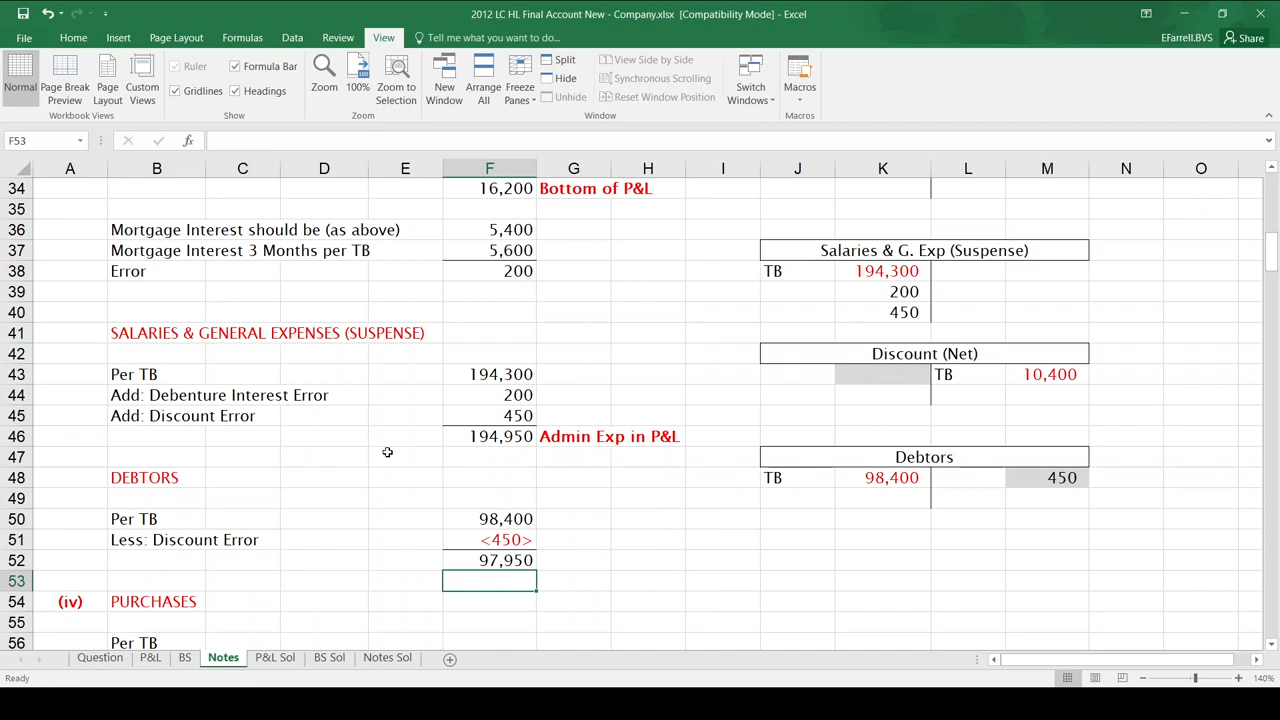 2012 LC HL Final Account New - Company.xlsx [Compatibility Mode] - Excel
File Home Insert Page Layout Formulas Data Review View Tell me what you want to do... EFarrell.BVS Share
Normal
Page Break Preview
Page Layout
Custom Views
Workbook Views
Ruler Formula Bar
Gridlines Headings
Show
Zoom
100%
Zoom to Selection
Zoom
New Window
Arrange All
Freeze Panes
Split
Hide
Unhide
View Side by Side
Synchronous Scrolling
Reset Window Position
Window
Switch Windows
Macros
Macros
F53 fx
A B C D E F G H I J K L M N O
34 16,200 Bottom of P&L
35
36 Mortgage Interest should be (as above) 5,400
37 Mortgage Interest 3 Months per TB 5,600 Salaries & G. Exp (Suspense)
38 Error 200 TB 194,300
39 200
40 450
41 SALARIES & GENERAL EXPENSES (SUSPENSE)
42 Discount (Net)
43 Per TB 194,300 TB 10,400
44 Add: Debenture Interest Error 200
45 Add: Discount Error 450
46 194,950 Admin Exp in P&L
47 Debtors
48 DEBTORS TB 98,400 450
49
50 Per TB 98,400
51 Less: Discount Error <450>
52 97,950
53
54 (iv) PURCHASES
55
56 Per TB
Question P&L BS Notes P&L Sol BS Sol Notes Sol
Ready 140%